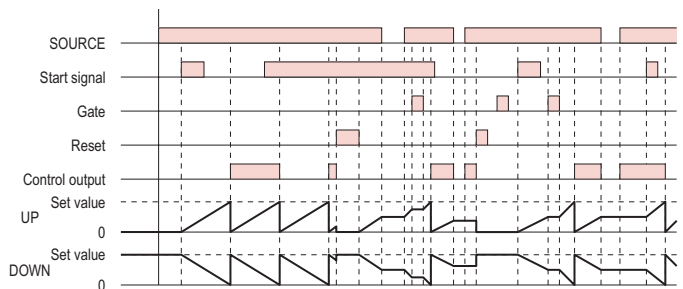 SOURCE
Start signal
Gate
Reset
Control output
Set value
UP
0
Set value
DOWN
0